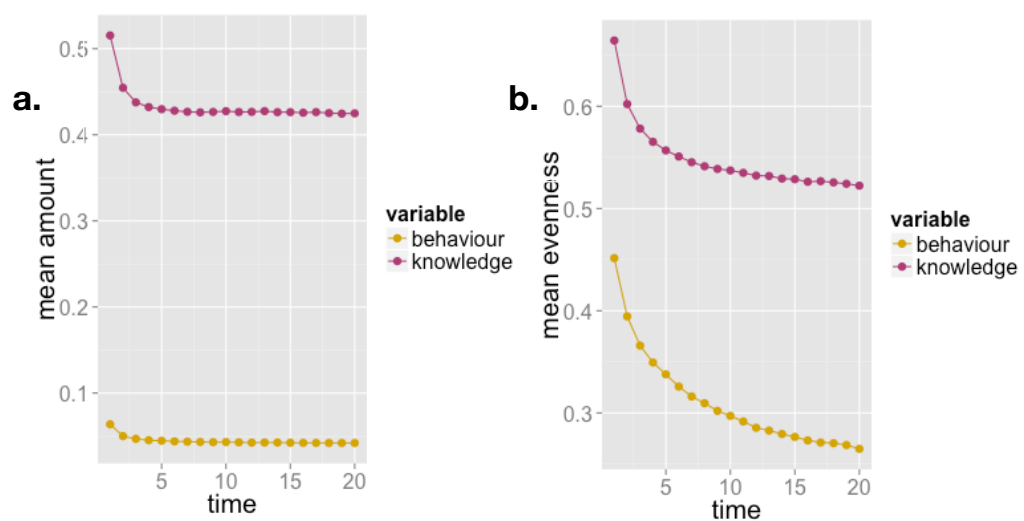 a.
mean amount
0.5
0.4
0.3
0.2
0.1
5 10 15 20
time
variable
behaviour
knowledge
b.
mean evenness
0.6
0.5
0.4
0.3
5 10 15 20
time
variable
behaviour
knowledge